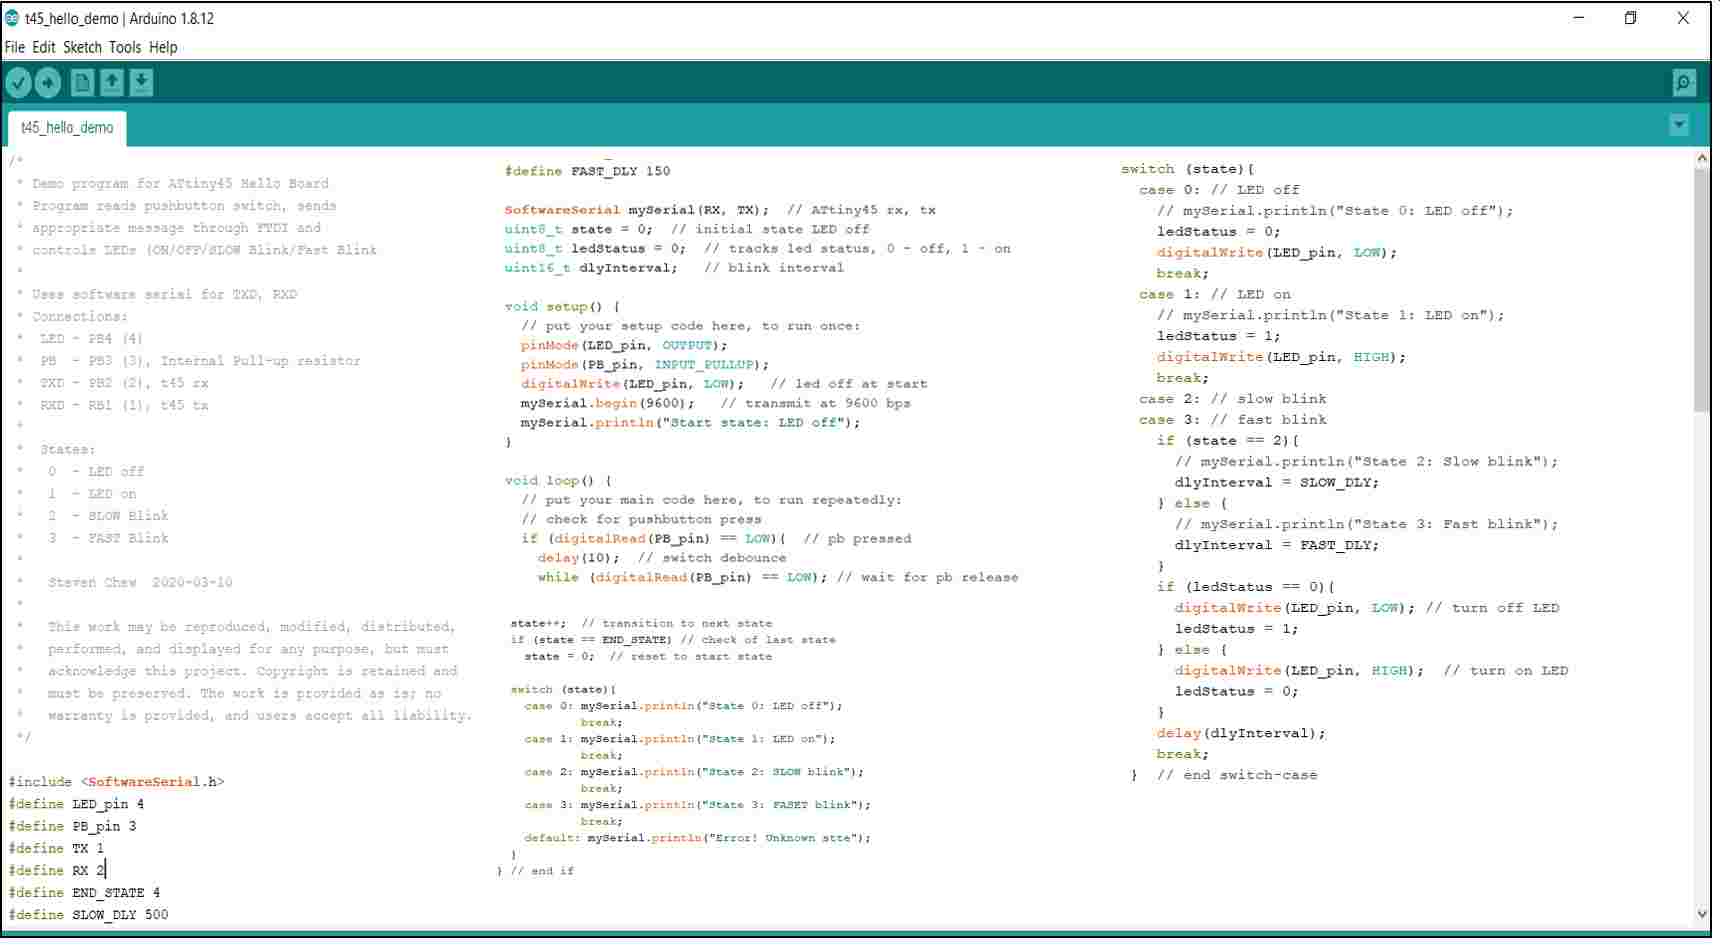 t45_hello_demo | Arduino 1.8.12
File Edit Sketch Tools Help
t45_hello_demo
/*
* Demo program for ATtiny45 Hello Board
* Program reads pushbutton switch, sends
* appropriate message through FTDI and
* controls LEDs (ON/OFF/SLOW Blink/Fast Blink
*
* Uses software serial for TXD, RXD
* Connections:
* LED - PB4 (4)
* PB - PB3 (3), Internal Pull-up resistor
* TXD - PB2 (2), t45 rx
* RXD - RB1 (1), t45 tx
*
* States:
* 0 - LED off
* 1 - LED on
* 2 - SLOW Blink
* 3 - FAST Blink
*
* Steven Chew 2020-03-10
*
* This work may be reproduced, modified, distributed,
* performed, and displayed for any purpose, but must
* acknowledge this project. Copyright is retained and
* must be preserved. The work is provided as is; no
* warranty is provided, and users accept all liability.
*/
#include <SoftwareSerial.h>
#define LED_pin 4
#define PB_pin 3
#define TX 1
#define RX 2
#define END_STATE 4
#define SLOW_DLY 500
#define FAST_DLY 150
SoftwareSerial mySerial(RX, TX); // ATtiny45 rx, tx
uint8_t state = 0; // initial state LED off
uint8_t ledStatus = 0; // tracks led status, 0 - off, 1 - on
uint16_t dlyInterval; // blink interval
void setup() {
// put your setup code here, to run once:
pinMode(LED_pin, OUTPUT);
pinMode(PB_pin, INPUT_PULLUP);
digitalWrite(LED_pin, LOW); // led off at start
mySerial.begin(9600); // transmit at 9600 bps
mySerial.println("Start state: LED off");
}
void loop() {
// put your main code here, to run repeatedly:
// check for pushbutton press
if (digitalRead(PB_pin) == LOW){ // pb pressed
delay(10); // switch debounce
while (digitalRead(PB_pin) == LOW); // wait for pb release
state++; // transition to next state
if (state == END_STATE) // check of last state
state = 0; // reset to start state
switch (state){
case 0: mySerial.println("State 0: LED off");
break;
case 1: mySerial.println("State 1: LED on");
break;
case 2: mySerial.println("State 2: SLOW blink");
break;
case 3: mySerial.println("State 3: FASET blink");
break;
default: mySerial.println("Error! Unknown stte");
}
} // end if
switch (state){
case 0: // LED off
// mySerial.println("State 0: LED off");
ledStatus = 0;
digitalWrite(LED_pin, LOW);
break;
case 1: // LED on
// mySerial.println("State 1: LED on");
ledStatus = 1;
digitalWrite(LED_pin, HIGH);
break;
case 2: // slow blink
case 3: // fast blink
if (state == 2){
// mySerial.println("State 2: Slow blink");
dlyInterval = SLOW_DLY;
} else {
// mySerial.println("State 3: Fast blink");
dlyInterval = FAST_DLY;
}
if (ledStatus == 0){
digitalWrite(LED_pin, LOW); // turn off LED
ledStatus = 1;
} else {
digitalWrite(LED_pin, HIGH); // turn on LED
ledStatus = 0;
}
delay(dlyInterval);
break;
} // end switch-case